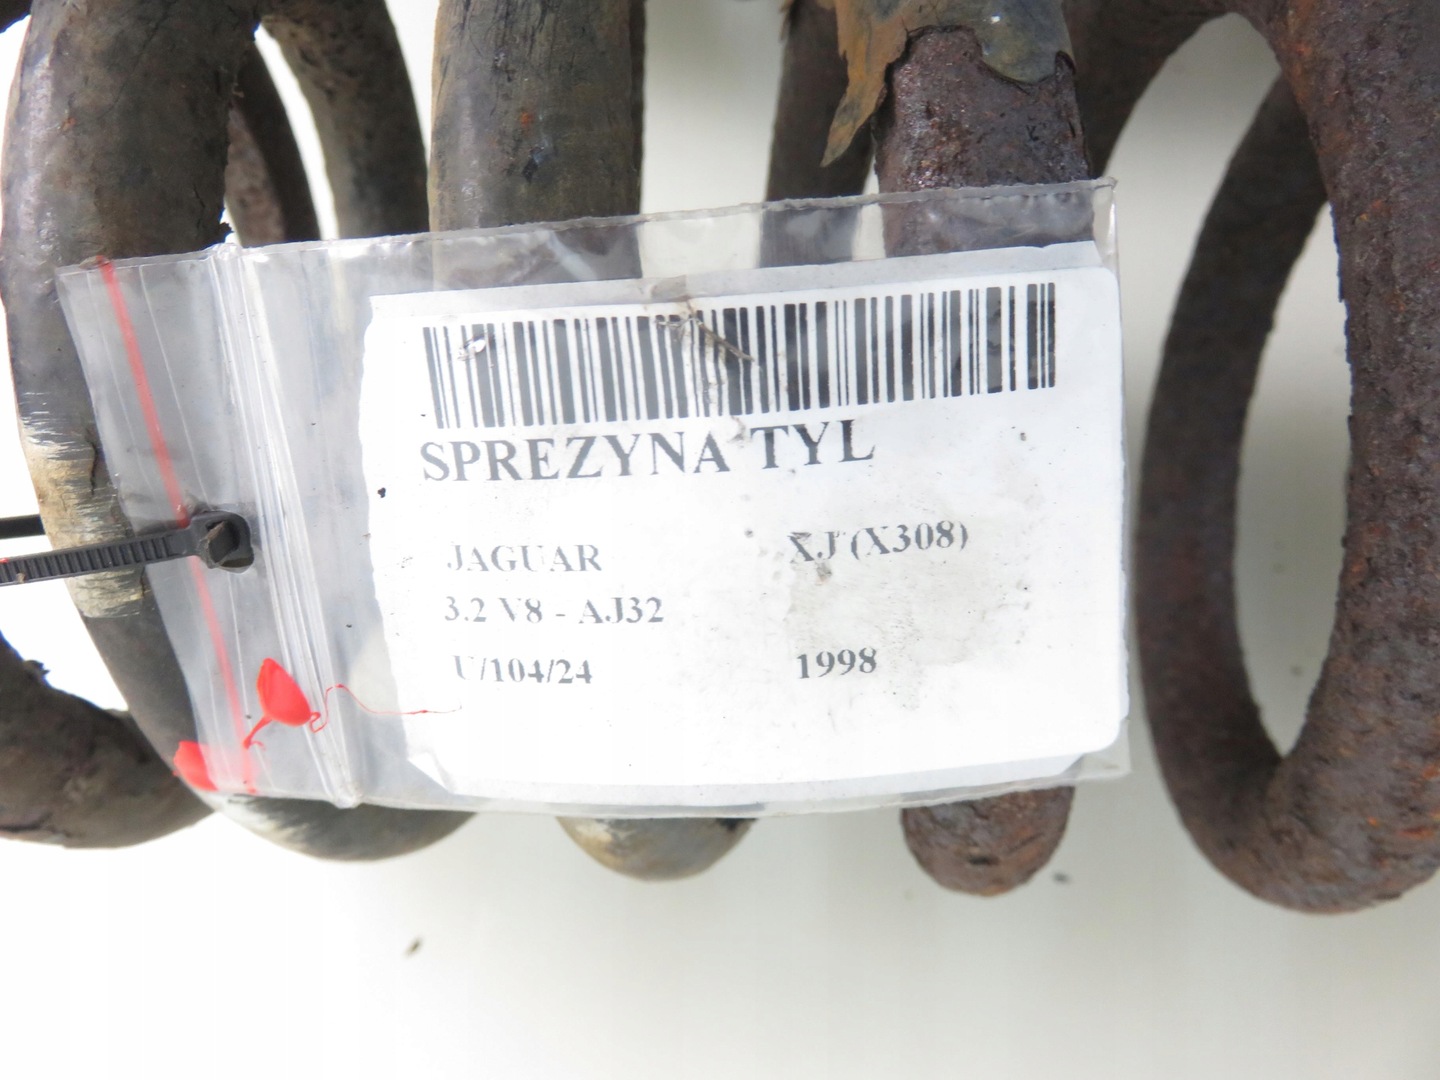 SPREZYNA TYL
JAGUAR XJ (X308)
3.2 V8 - AJ32
U/104/24 1998